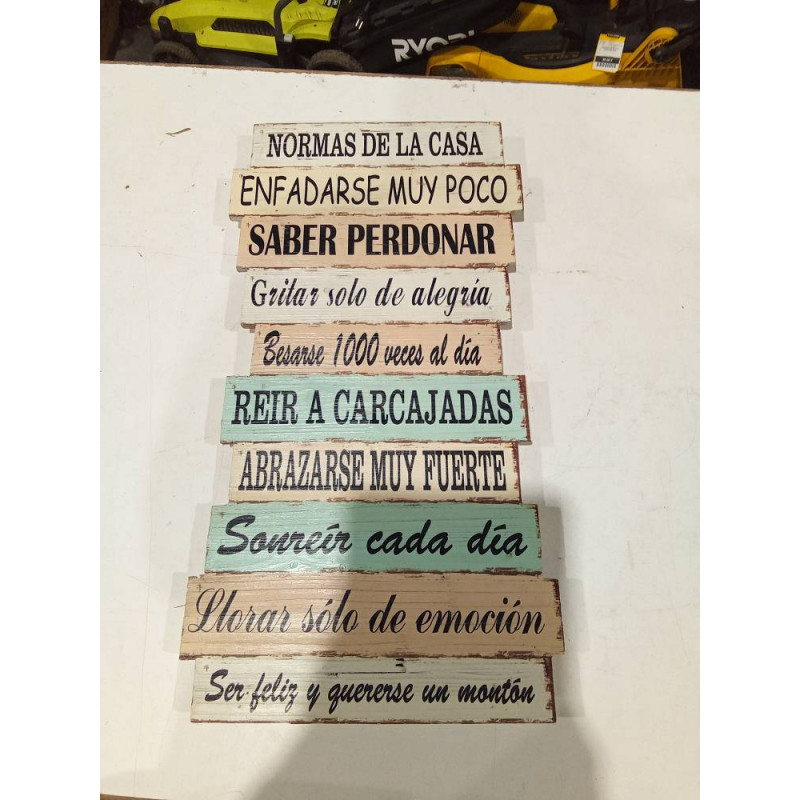 RYOBI
NORMAS DE LA CASA
ENFADARSE MUY POCO
SABER PERDONAR
Gritar solo de alegría
Besarse 1000 veces al día
REIR A CARCAJADAS
ABRAZARSE MUY FUERTE
Sonreír cada día
Llorar sólo de emoción
Ser feliz y quererse un montón